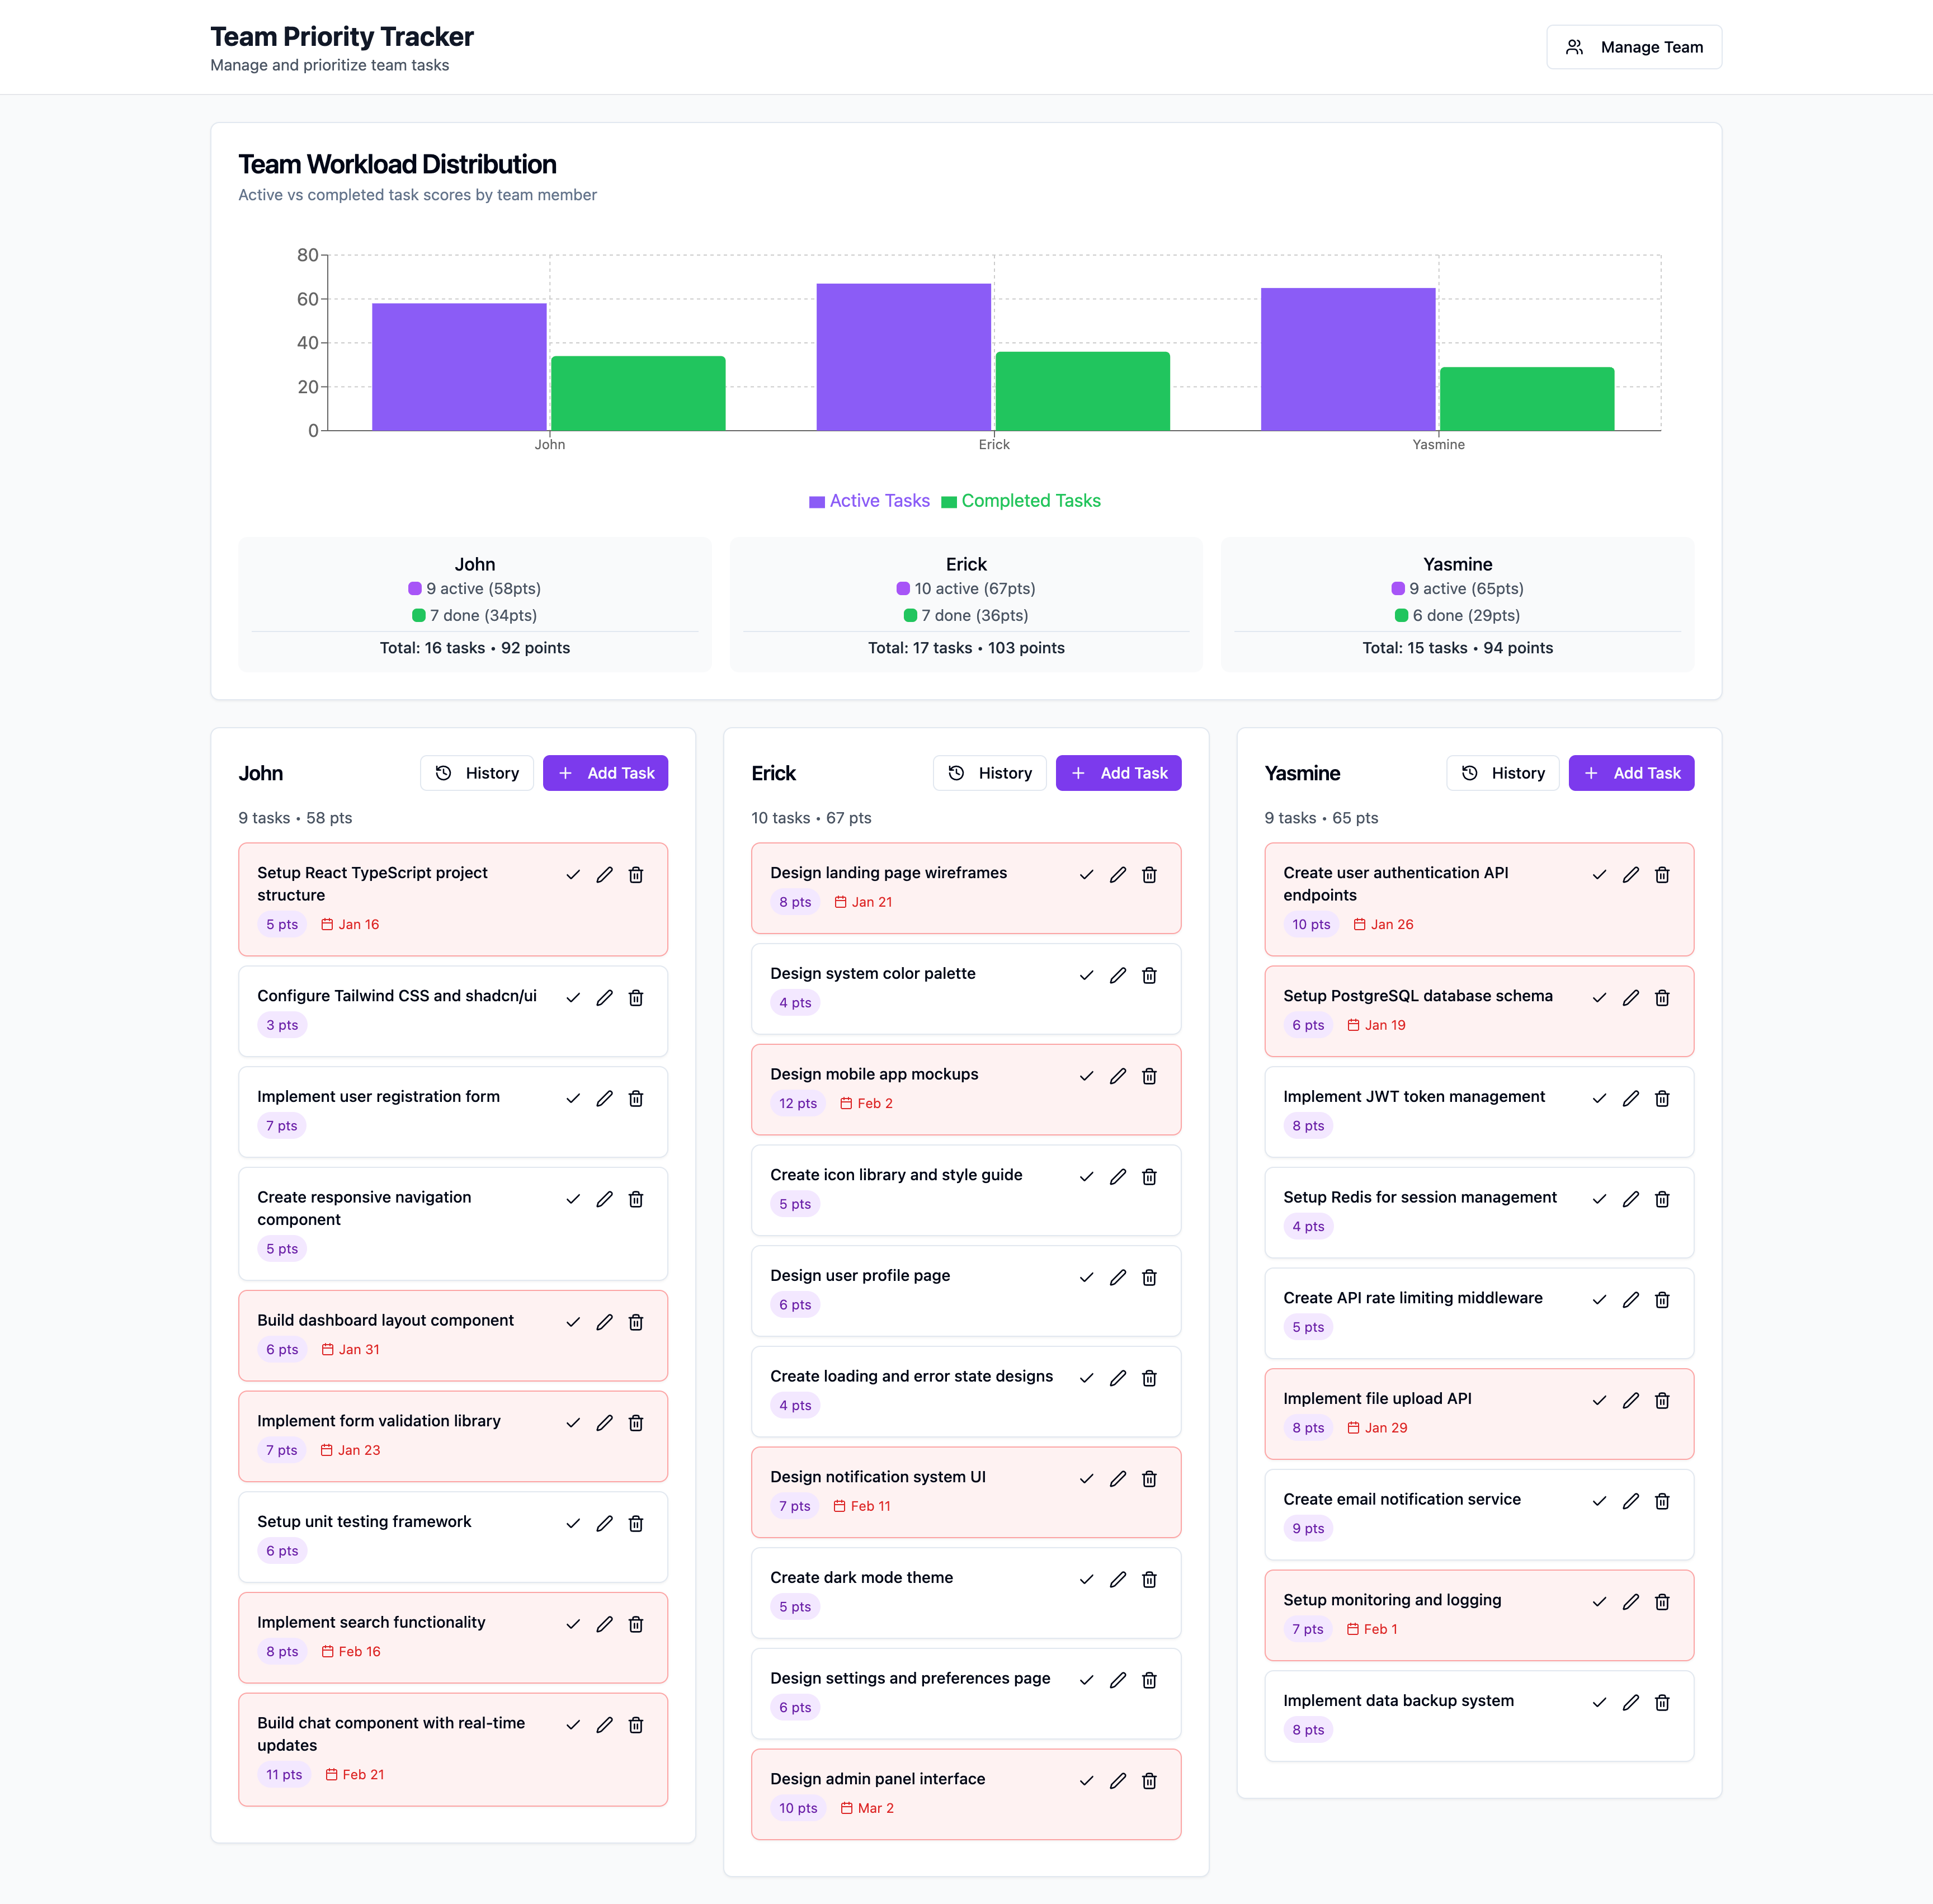 Team Priority Tracker
Manage and prioritize team tasks
Manage Team
Team Workload Distribution
Active vs completed task scores by team member
80
60
40
20
0
John
Erick
Yasmine
Active Tasks
Completed Tasks
John
9 active (58pts)
7 done (34pts)
Total: 16 tasks • 92 points
Erick
10 active (67pts)
7 done (36pts)
Total: 17 tasks • 103 points
Yasmine
9 active (65pts)
6 done (29pts)
Total: 15 tasks • 94 points
John
History
Add Task
9 tasks • 58 pts
Setup React TypeScript project
structure
5 pts
Jan 16
Configure Tailwind CSS and shadcn/ui
3 pts
Implement user registration form
7 pts
Create responsive navigation
component
5 pts
Build dashboard layout component
6 pts
Jan 31
Implement form validation library
7 pts
Jan 23
Setup unit testing framework
6 pts
Implement search functionality
8 pts
Feb 16
Build chat component with real-time
updates
11 pts
Feb 21
Erick
History
Add Task
10 tasks • 67 pts
Design landing page wireframes
8 pts
Jan 21
Design system color palette
4 pts
Design mobile app mockups
12 pts
Feb 2
Create icon library and style guide
5 pts
Design user profile page
6 pts
Create loading and error state designs
4 pts
Design notification system UI
7 pts
Feb 11
Create dark mode theme
5 pts
Design settings and preferences page
6 pts
Design admin panel interface
10 pts
Mar 2
Yasmine
History
Add Task
9 tasks • 65 pts
Create user authentication API
endpoints
10 pts
Jan 26
Setup PostgreSQL database schema
6 pts
Jan 19
Implement JWT token management
8 pts
Setup Redis for session management
4 pts
Create API rate limiting middleware
5 pts
Implement file upload API
8 pts
Jan 29
Create email notification service
9 pts
Setup monitoring and logging
7 pts
Feb 1
Implement data backup system
8 pts